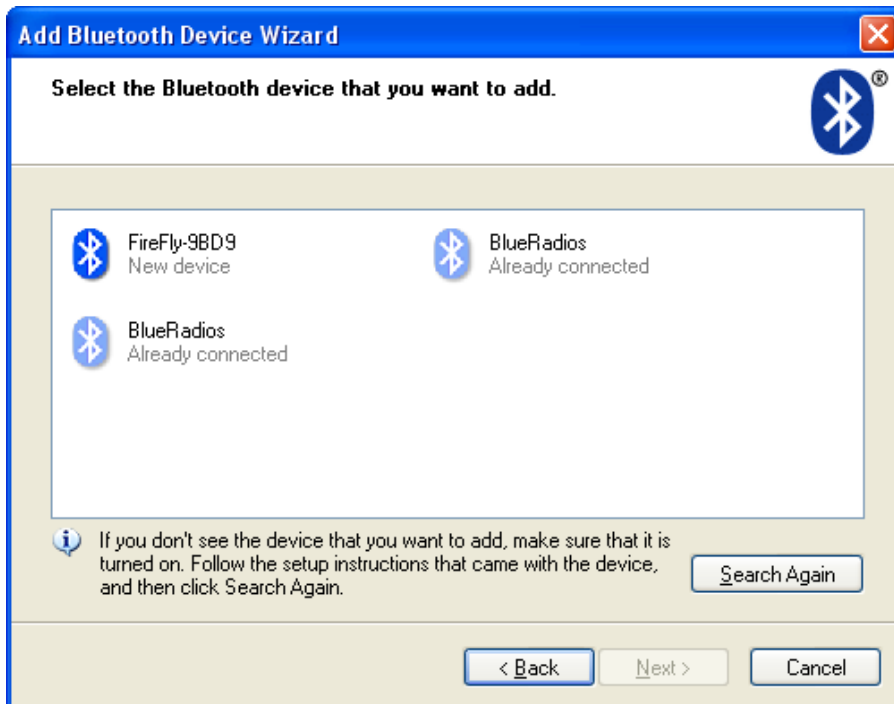 Add Bluetooth Device Wizard
Select the Bluetooth device that you want to add.
®
FireFly-9BD9
New device
BlueRadios
Already connected
BlueRadios
Already connected
If you don't see the device that you want to add, make sure that it is
turned on. Follow the setup instructions that came with the device,
and then click Search Again.
Search Again
< Back
Next >
Cancel